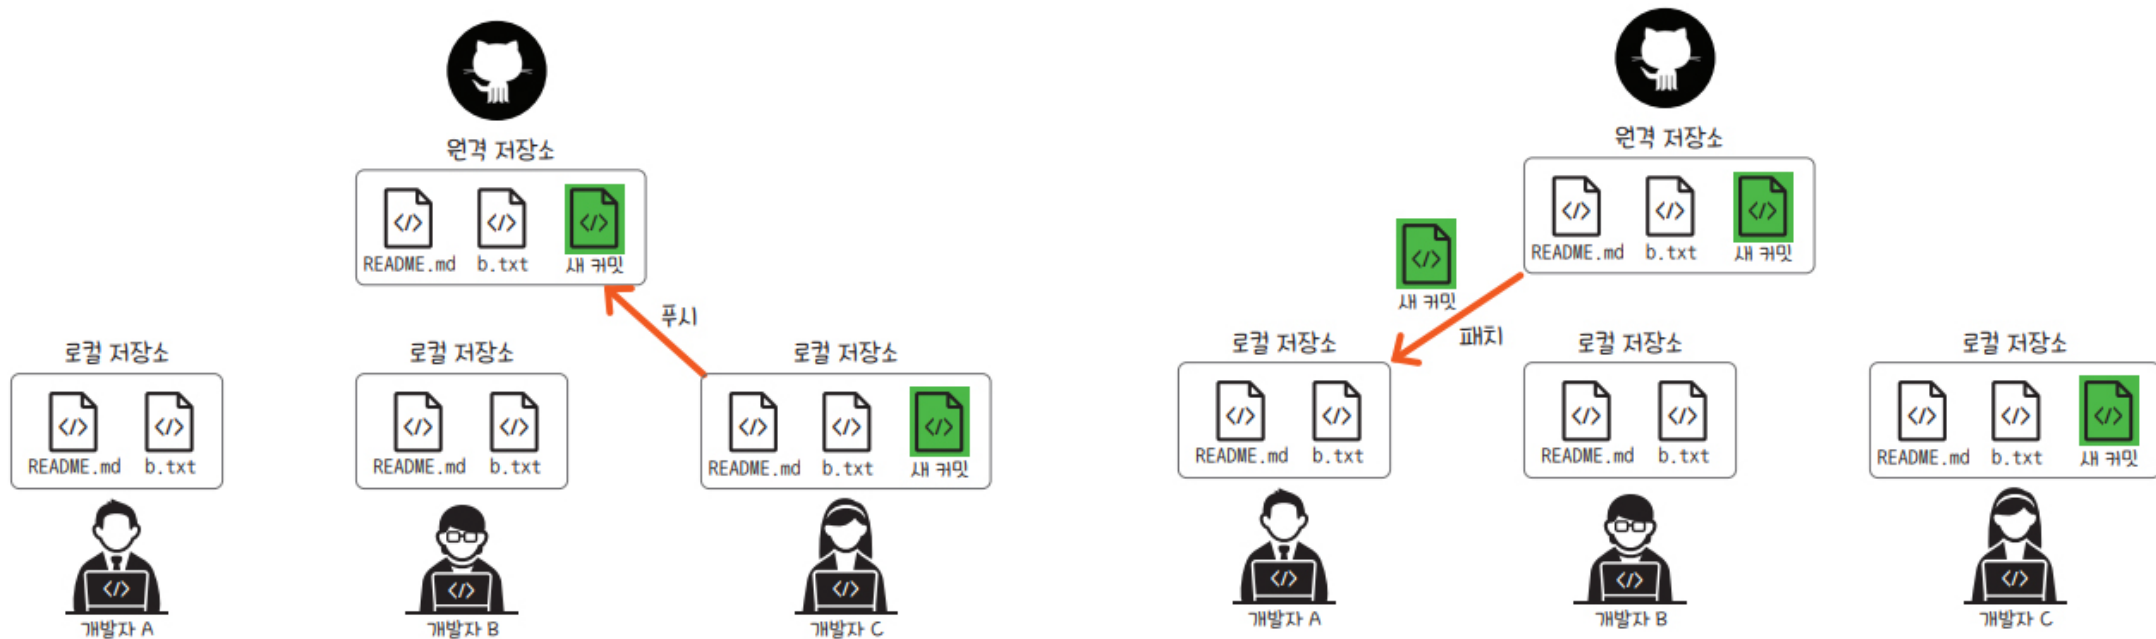 원격 저장소
</>
</>
</>
README.md
b.txt
새 커밋
푸시
로컬 저장소
</>
</>
README.md
b.txt
</>
개발자 A
로컬 저장소
</>
</>
README.md
b.txt
</>
개발자 B
로컬 저장소
</>
</>
</>
README.md
b.txt
새 커밋
</>
개발자 C
원격 저장소
</>
</>
</>
README.md
b.txt
새 커밋
</>
새 커밋
패치
로컬 저장소
</>
</>
README.md
b.txt
</>
개발자 A
로컬 저장소
</>
</>
README.md
b.txt
</>
개발자 B
로컬 저장소
</>
</>
</>
README.md
b.txt
새 커밋
</>
개발자 C